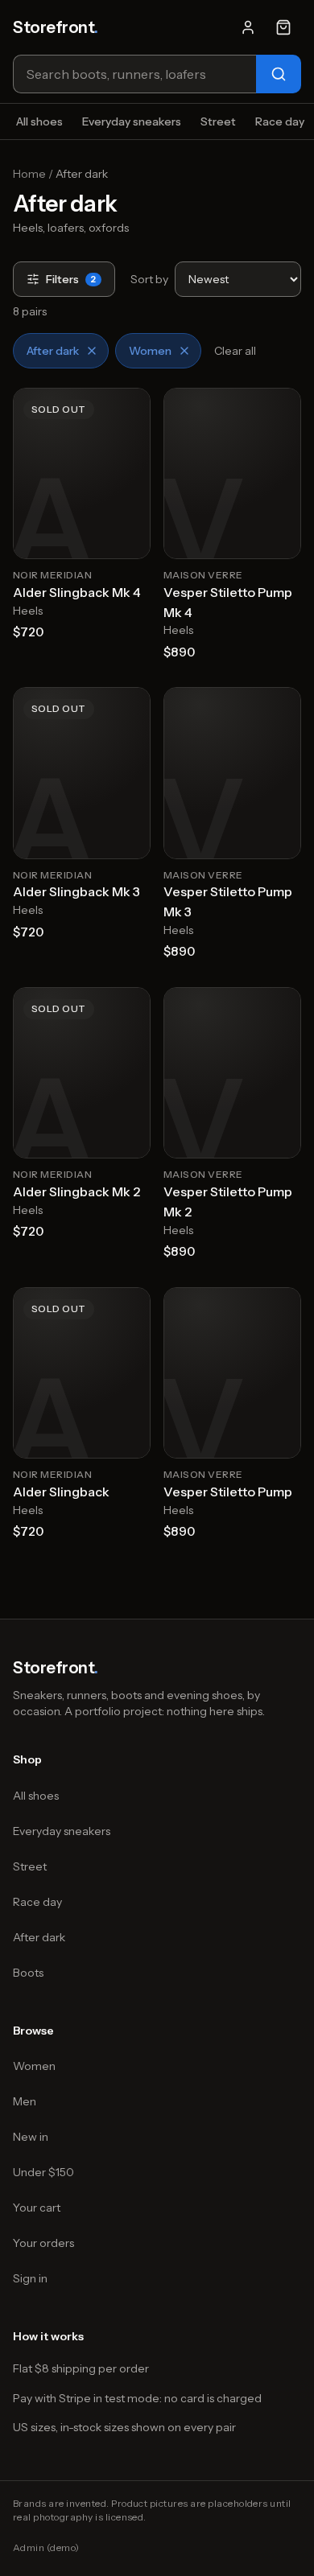 Storefront.
Search boots, runners, loafers
All shoes Everyday sneakers Street Race day
Home / After dark
After dark
Heels, loafers, oxfords
Filters 2 Sort by Newest
8 pairs
After dark × Women × Clear all
SOLD OUT
A
V
NOIR MERIDIAN
Alder Slingback Mk 4
Heels
$720
MAISON VERRE
Vesper Stiletto Pump
Mk 4
Heels
$890
SOLD OUT
A
V
NOIR MERIDIAN
Alder Slingback Mk 3
Heels
$720
MAISON VERRE
Vesper Stiletto Pump
Mk 3
Heels
$890
SOLD OUT
A
V
NOIR MERIDIAN
Alder Slingback Mk 2
Heels
$720
MAISON VERRE
Vesper Stiletto Pump
Mk 2
Heels
$890
SOLD OUT
A
V
NOIR MERIDIAN
Alder Slingback
Heels
$720
MAISON VERRE
Vesper Stiletto Pump
Heels
$890
Storefront.
Sneakers, runners, boots and evening shoes, by
occasion. A portfolio project: nothing here ships.
Shop
All shoes
Everyday sneakers
Street
Race day
After dark
Boots
Browse
Women
Men
New in
Under $150
Your cart
Your orders
Sign in
How it works
Flat $8 shipping per order
Pay with Stripe in test mode: no card is charged
US sizes, in-stock sizes shown on every pair
Brands are invented. Product pictures are placeholders until
real photography is licensed.
Admin (demo)